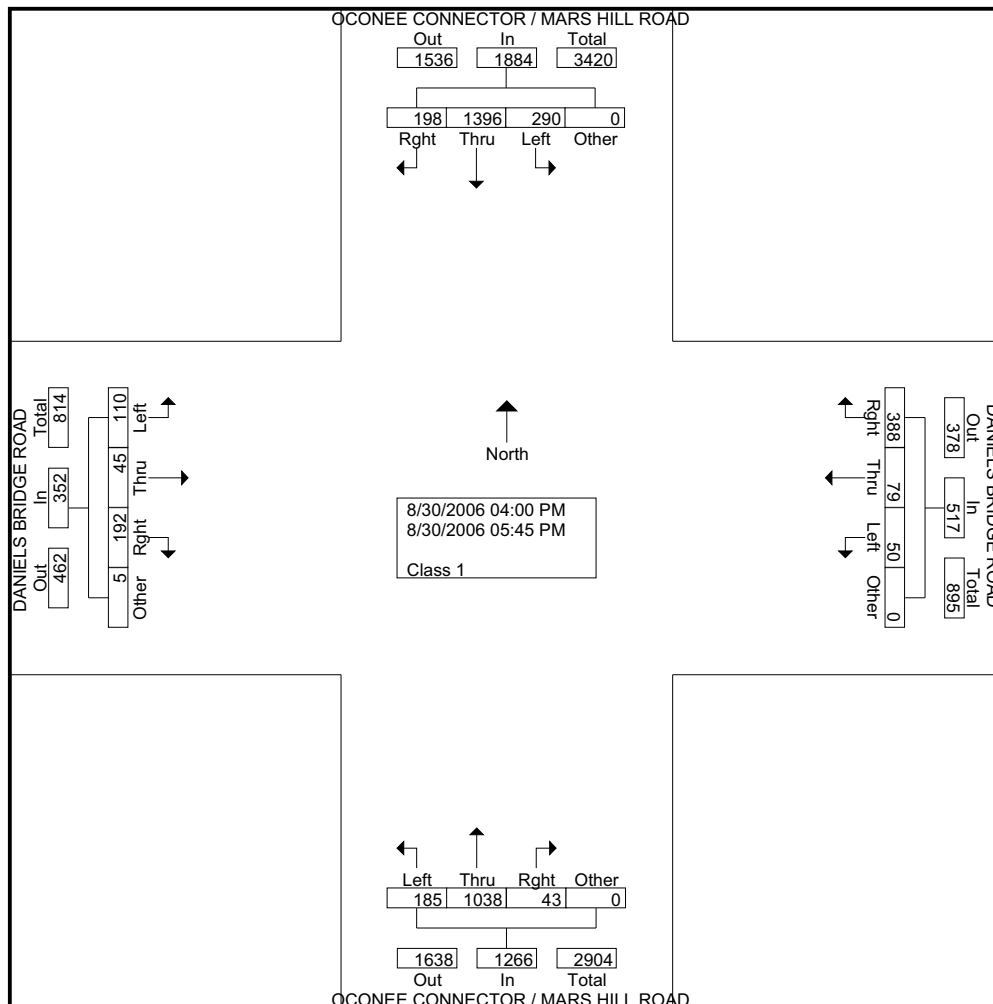 OCONEE CONNECTOR / MARS HILL ROAD
Out In Total
1536 1884 3420
198 1396 290 0
Rght Thru Left Other
DANIELS BRIDGE ROAD
Total In Out
814 352 462
110 45 192 5
Left Thru Rght Other
North
8/30/2006 04:00 PM
8/30/2006 05:45 PM
Class 1
DANIELS BRIDGE ROAD
Out In Total
378 517 895
388 79 50 0
Rght Thru Left Other
Left Thru Rght Other
185 1038 43 0
1638 1266 2904
Out In Total
OCONEE CONNECTOR / MARS HILL ROAD